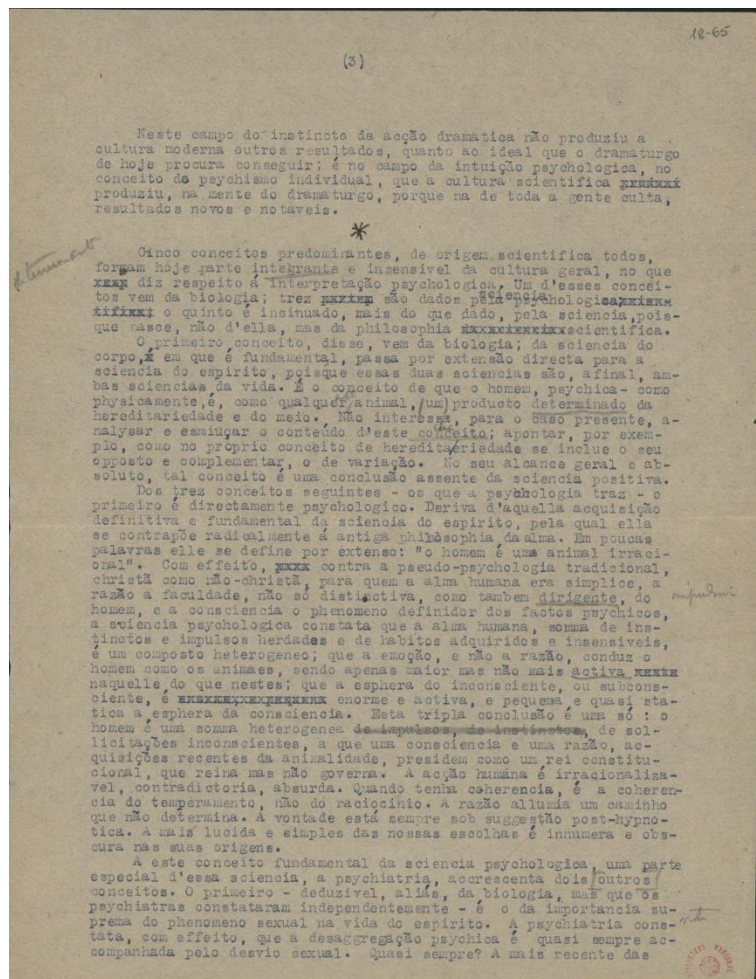 12-65
(3)
Neste campo do instincto da acção dramatica não produziu a
cultura moderna outros resultados, quanto ao ideal que o dramaturgo
de hoje procura conseguir; é no campo da intuição psychologica, no
conceito do psychismo individual, que a cultura scientifica
produziu, na mente do dramaturgo, porque na de toda a gente culta,
resultados novos e notaveis.
*
Cinco conceitos predominantes, de origem scientifica todos,
formam hoje parte integrante e insensivel da cultura geral, no que
diz respeito á interpretação psychologica. Um d'esses concei-
tos vem da biologia; trez são dados pela sciencia psychologica
; o quinto é insinuado, mais do que dado, pela sciencia, pois-
que nasce, não d'ella, mas da philosophia scientifica.
O primeiro conceito, disse, vem da biologia; da sciencia do
corpo, em que é fundamental, passa por extensão directa para a
sciencia do espirito, poisque essas duas sciencias são, afinal, am-
bas sciencias da vida. É o conceito de que o homem, psychica- como
physicamente, é, como qualquer animal, (um) producto determinado da
hereditariedade e do meio. Não interessa, para o caso presente, a-
nalysar e esmiuçar o conteúdo d'este conceito; apontar, por exem-
plo, como no proprio conceito de hereditariedade se inclue o seu
opposto e complementar, o de variação. No seu alcance geral e ab-
soluto, tal conceito é uma conclusão assente da sciencia positiva.
Dos trez conceitos seguintes - os que a psychologia traz - o
primeiro é directamente psychologico. Deriva d'aquella acquisição
definitiva e fundamental da sciencia do espirito, pela qual ella
se contrapõe radicalmente á antiga philosophia da alma. Em poucas
palavras elle se define por extenso: "o homem é uma animal irraci-
onal". Com effeito, contra a pseudo-psychologia tradicional,
christã como não-christã, para quem a alma humana era simplice, a
razão a faculdade, não só distinctiva, como tambem dirigente, do
homem, e a consciencia o phenomeno definidor dos factos psychicos,
a sciencia psychologica constata que a alma humana, somma de ins-
tinctos e impulsos herdados e de habitos adquiridos e insensiveis,
é um composto heterogeneo; que a emoção, e não a razão, conduz o
homem como os animaes, sendo apenas maior mas não mais activa
naquelle do que nestes; que a esphera do inconsciente, ou subcons-
ciente, é enorme e activa, e pequena e quasi sta-
tica a esphera da consciencia. Esta tripla conclusão é uma só : o
homem é uma somma heterogenea de impulsos, de instinctos, de sol-
licitações inconscientes, a que uma consciencia e uma razão, ac-
quisições recentes da animalidade, presidem como um rei constitu-
cional, que reina mas não governa. A acção humana é irracionaliza-
vel, contradictoria, absurda. Quando tenha coherencia, é a coheren-
cia do temperamento, não do raciocinio. A razão allumia um caminho
que não determina. A vontade está sempre sob suggestão post-hypno-
tica. A mais lucida e simples das nossas escolhas é innumera e obs-
cura nas suas origens.
A este conceito fundamental da sciencia psychologica, uma parte
especial d'essa sciencia, a psychiatria, accrescenta dois outros
conceitos. O primeiro - deduzivel, aliás, da biologia, mas que os
psychiatras constataram independentemente - é o da importancia su-
prema do phenomeno sexual na vida do espirito. A psychiatria cons-
tata, com effeito, que a desaggregação psychica é quasi sempre ac-
companhada pelo desvio sexual. Quasi sempre? A mais recente das